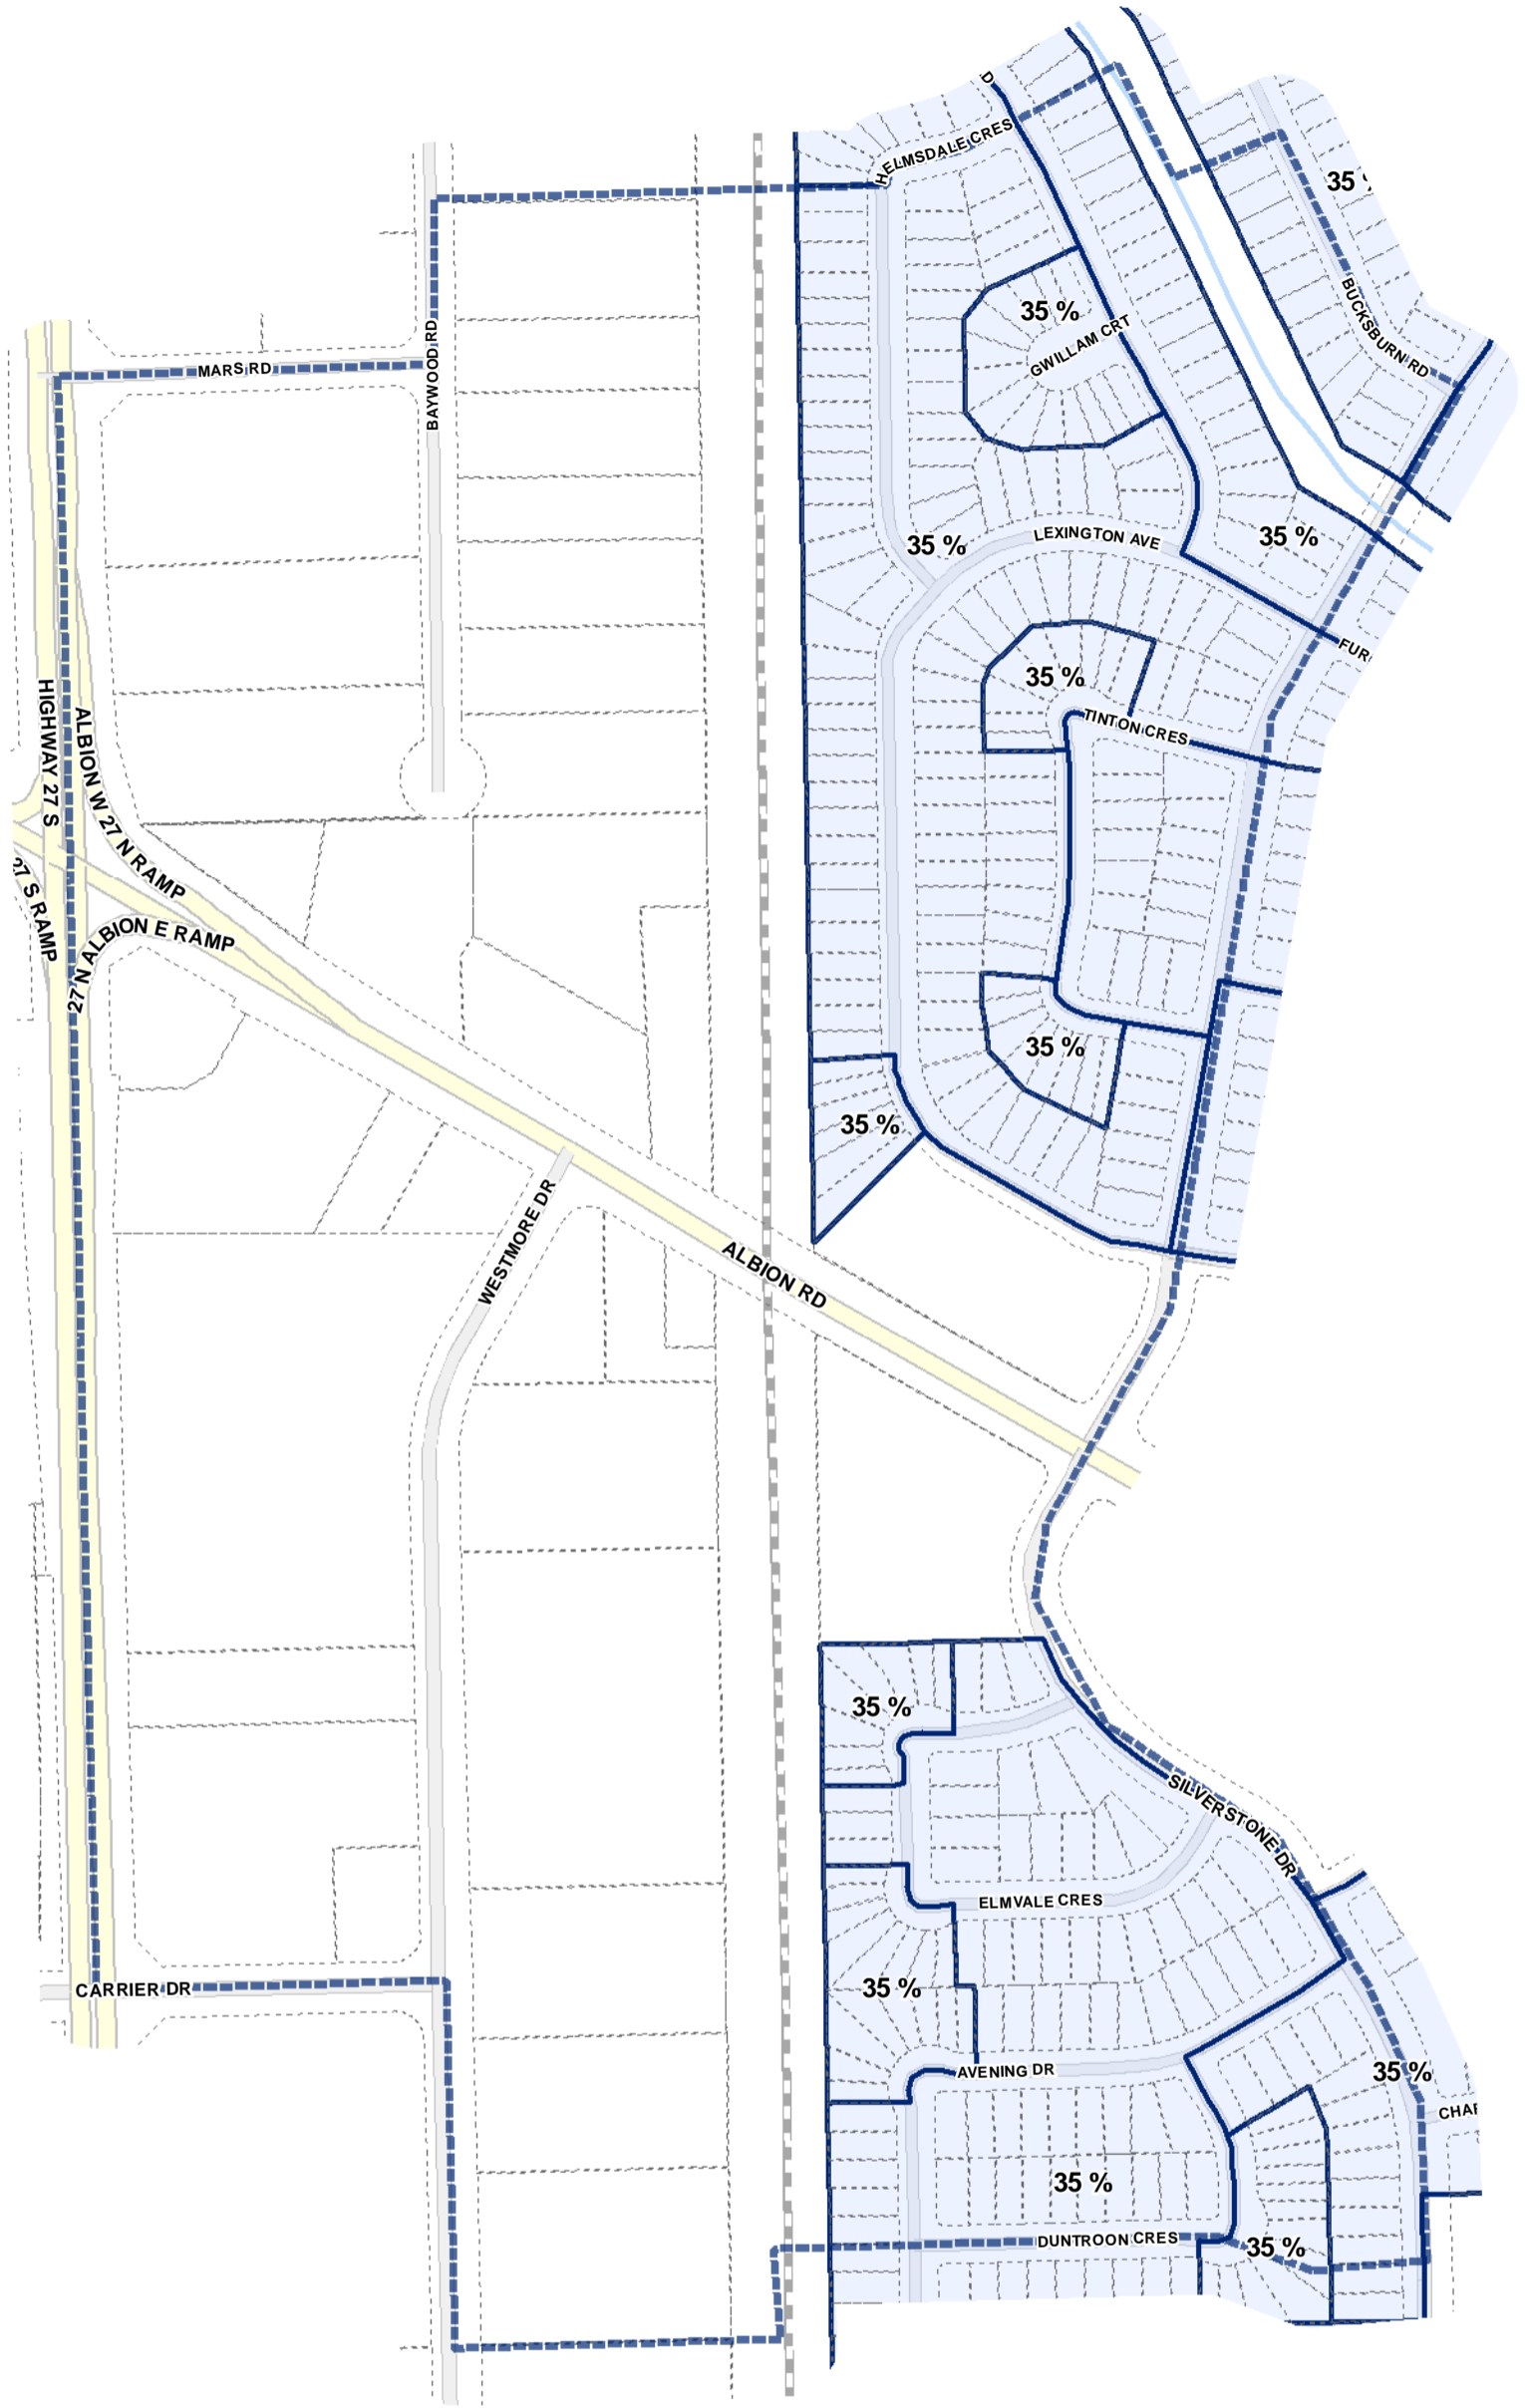 D
HELMSDALE CRES
35 %
BUCKSBURN RD
35 %
GWILLAM CRT
MARS RD
BAYWOOD RD
35 %
LEXINGTON AVE
35 %
FUR
35 %
TINTON CRES
HIGHWAY 27 S
ALBION W 27 N RAMP
27 S RAMP
27 N ALBION E RAMP
35 %
35 %
WESTMORE DR
ALBION RD
35 %
SILVERSTONE DR
ELMVALE CRES
CARRIER DR
35 %
AVENING DR
35 %
CHAR
35 %
DUNTROON CRES
35 %